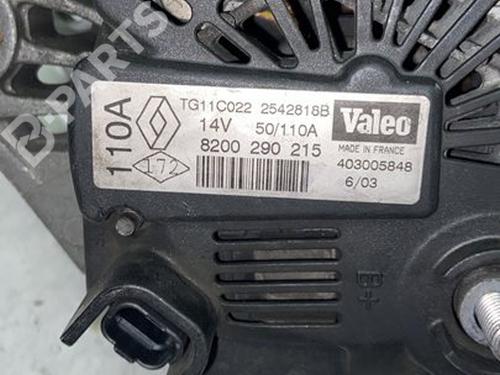 B-PARTS
110A
TG11C022 2542818B
14V 50/110A
8200 290 215
172
Valeo
MADE IN FRANCE
403005848
6/03
B+